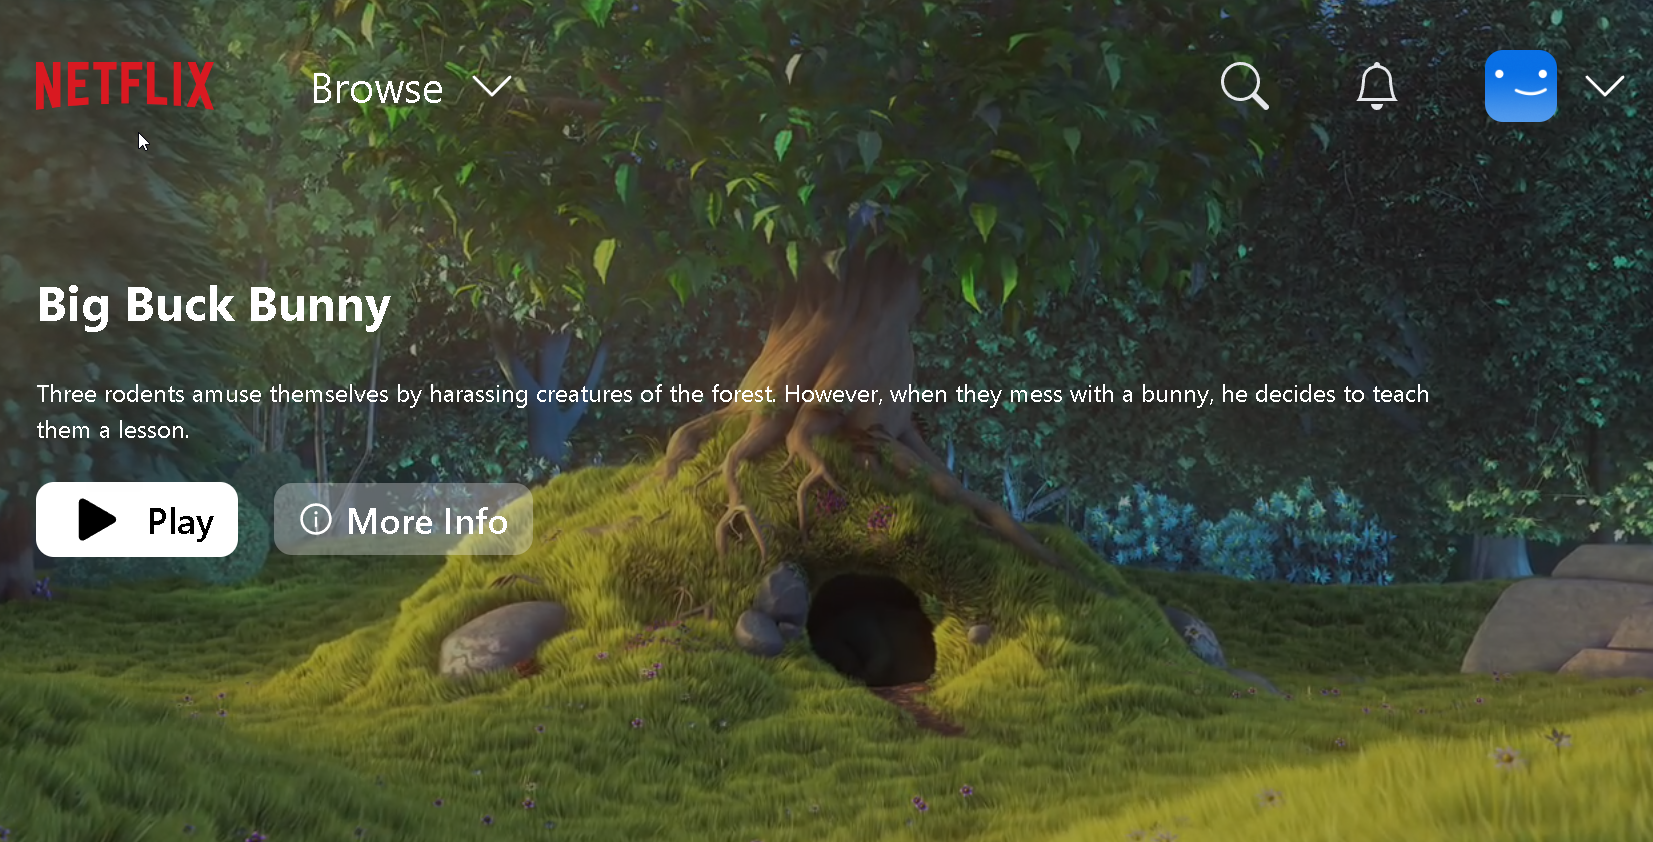 NETFLIX
Browse
Big Buck Bunny
Three rodents amuse themselves by harassing creatures of the forest. However, when they mess with a bunny, he decides to teach
them a lesson.
Play
More Info